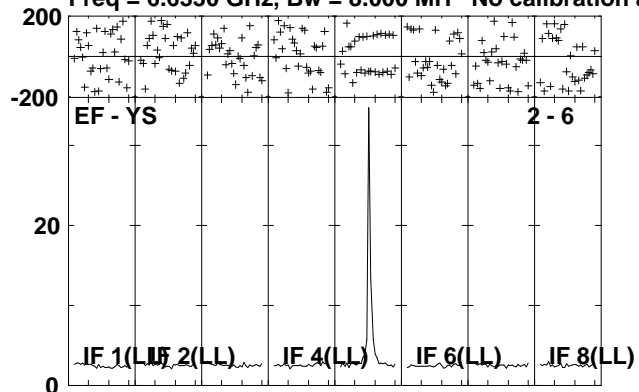 Freq = 6.6350 GHz, Bw = 8.000 MH No calibration a
200
-200
EF - YS 2 - 6
20
IF 1(LL) IF 2(LL) IF 4(LL) IF 6(LL) IF 8(LL)
0